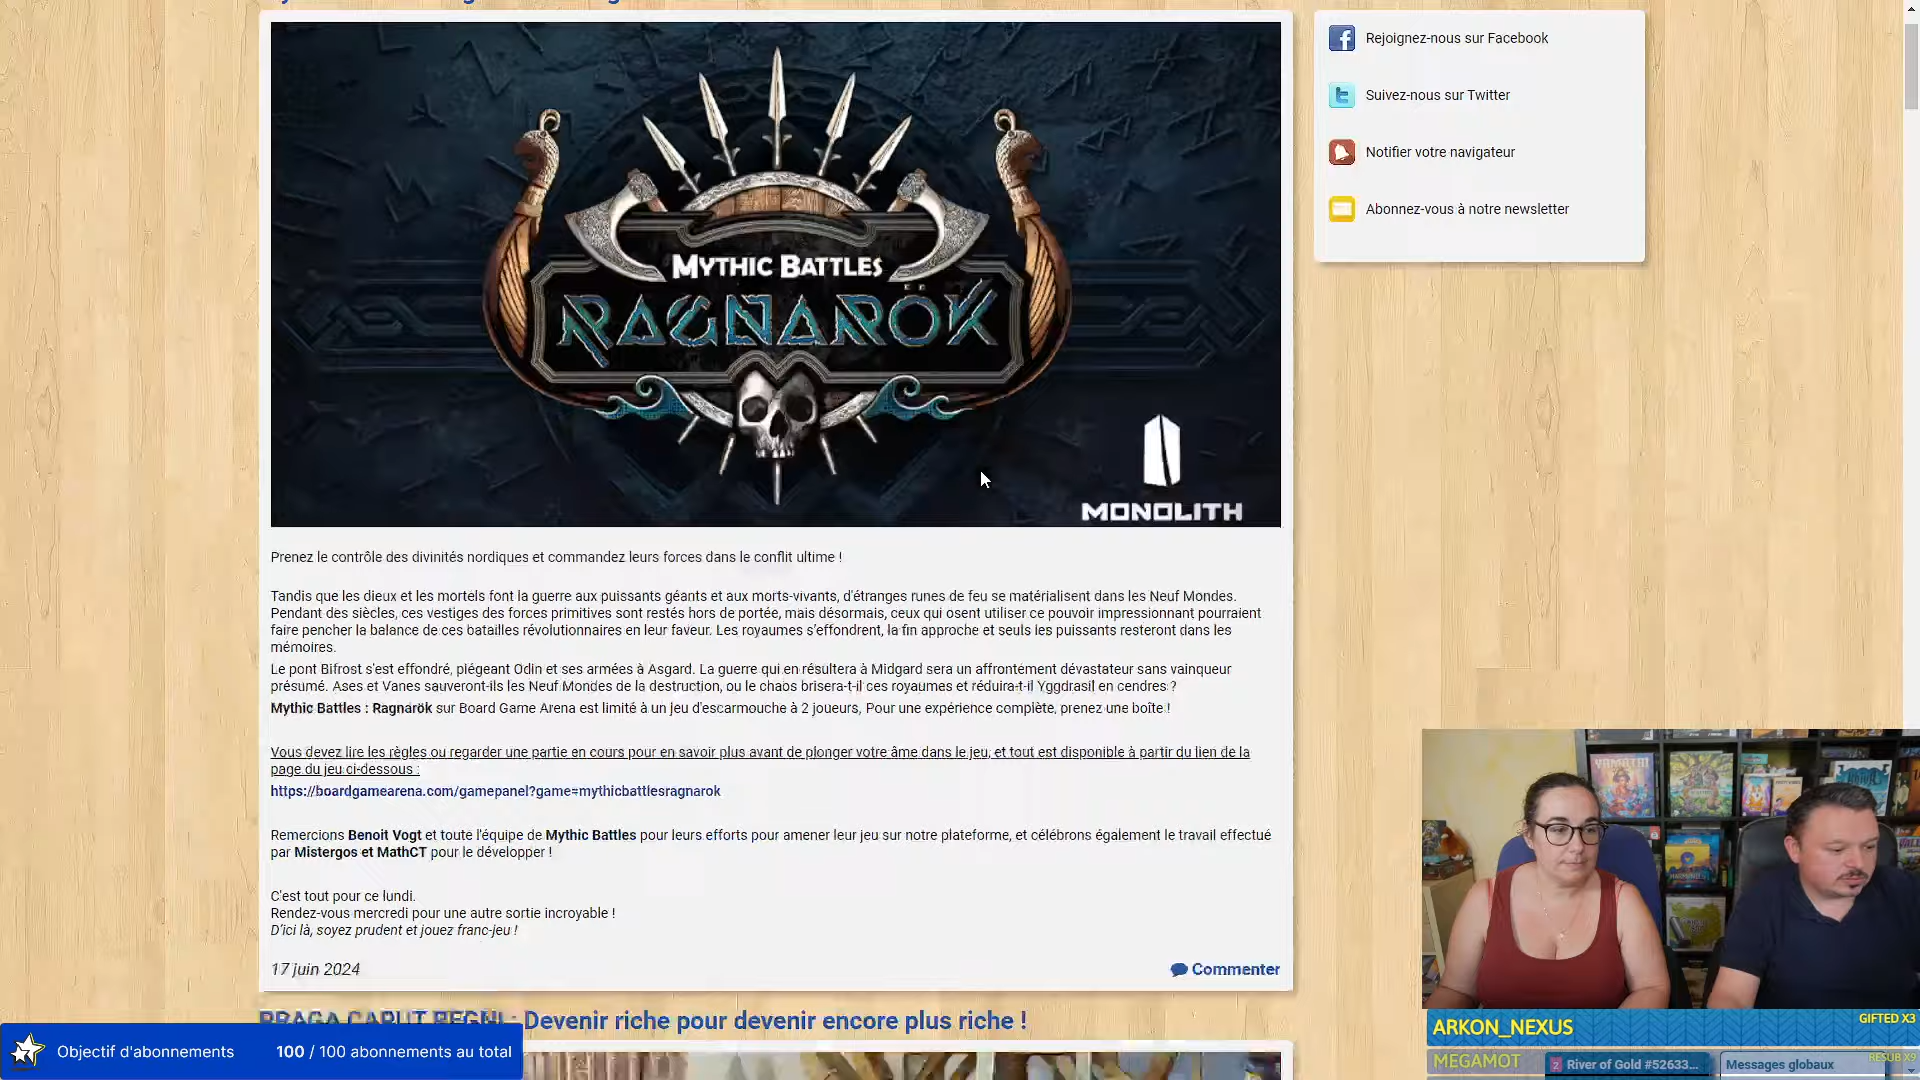 Rejoignez-nous sur Facebook
Suivez-nous sur Twitter
Notifier votre navigateur
Abonnez-vous à notre newsletter
MYTHIC BATTLES
RAGNARÖK
MONOLITH
Prenez le contrôle des divinités nordiques et commandez leurs forces dans le conflit ultime !
Tandis que les dieux et les mortels font la guerre aux puissants géants et aux morts-vivants, d'étranges runes de feu se matérialisent dans les Neuf Mondes.
Pendant des siècles, ces vestiges des forces primitives sont restés hors de portée, mais désormais, ceux qui osent utiliser ce pouvoir impressionnant pourraient
faire pencher la balance de ces batailles révolutionnaires en leur faveur. Les royaumes s'effondrent, la fin approche et seuls les puissants resteront dans les
mémoires.
Le pont Bifrost s'est effondré, piégeant Odin et ses armées à Asgard. La guerre qui en résultera à Midgard sera un affrontement dévastateur sans vainqueur
présumé. Ases et Vanes sauveront-ils les Neuf Mondes de la destruction, ou le chaos brisera-t-il ces royaumes et réduira-t-il Yggdrasil en cendres ?
Mythic Battles : Ragnarök sur Board Game Arena est limité à un jeu d'escarmouche à 2 joueurs, Pour une expérience complète, prenez une boîte !
Vous devez lire les règles ou regarder une partie en cours pour en savoir plus avant de plonger votre âme dans le jeu, et tout est disponible à partir du lien de la
page du jeu ci-dessous :
https://boardgamearena.com/gamepanel?game=mythicbattlesragnarok
Remercions Benoit Vogt et toute l'équipe de Mythic Battles pour leurs efforts pour amener leur jeu sur notre plateforme, et célébrons également le travail effectué
par Mistergos et MathCT pour le développer !
C'est tout pour ce lundi.
Rendez-vous mercredi pour une autre sortie incroyable !
D'ici là, soyez prudent et jouez franc-jeu !
17 juin 2024
Commenter
PRAGA CAPUT REGNI : Devenir riche pour devenir encore plus riche !
Objectif d'abonnements 100 / 100 abonnements au total
YAMATAÏ
ARKON_NEXUS
GIFTED X3
MEGAMOT
RESUB X9
2 River of Gold #52633...
Messages globaux